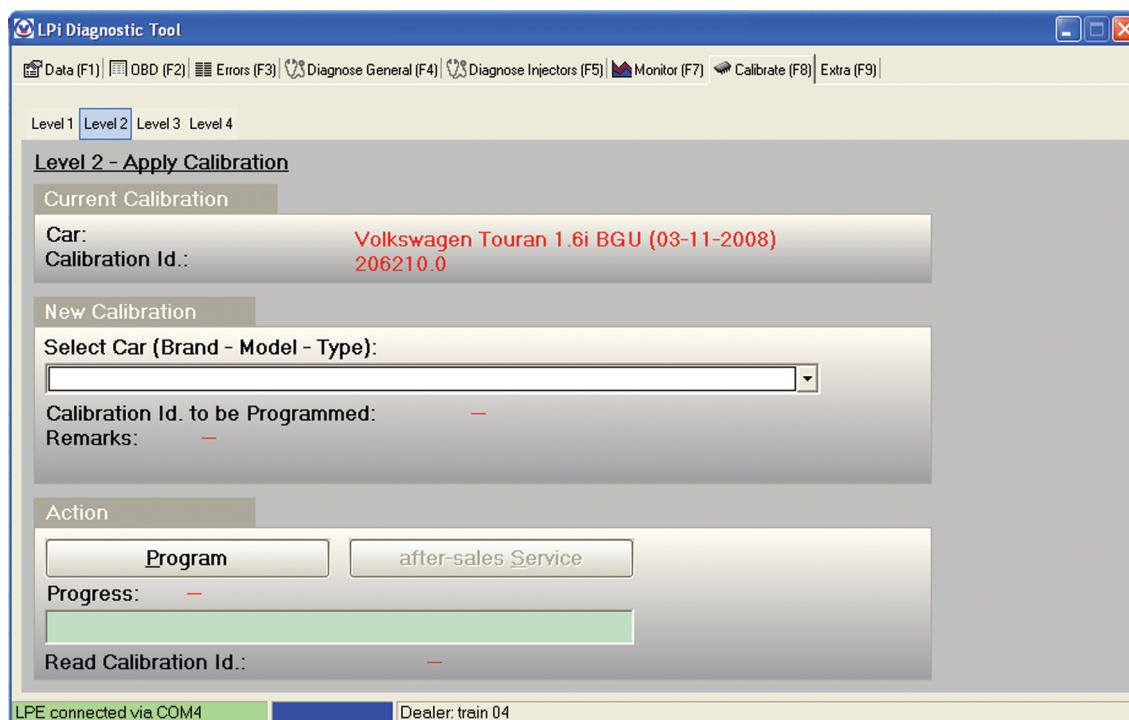 LPi Diagnostic Tool
Data (F1) OBD (F2) Errors (F3) Diagnose General (F4) Diagnose Injectors (F5) Monitor (F7) Calibrate (F8) Extra (F9)
Level 1 Level 2 Level 3 Level 4
Level 2 - Apply Calibration
Current Calibration
Car: Volkswagen Touran 1.6i BGU (03-11-2008)
Calibration Id.: 206210.0
New Calibration
Select Car (Brand - Model - Type):
Calibration Id. to be Programmed: –
Remarks: –
Action
Program after-sales Service
Progress: –
Read Calibration Id.: –
LPE connected via COM4 Dealer: train 04